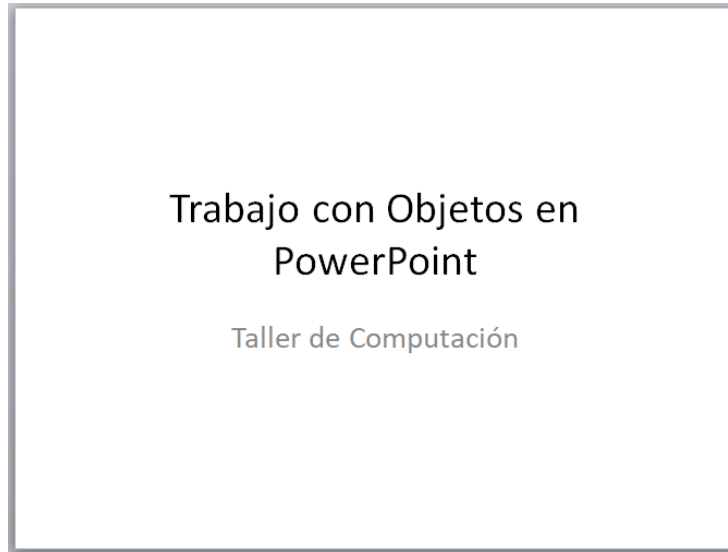 Trabajo con Objetos en
PowerPoint
Taller de Computación